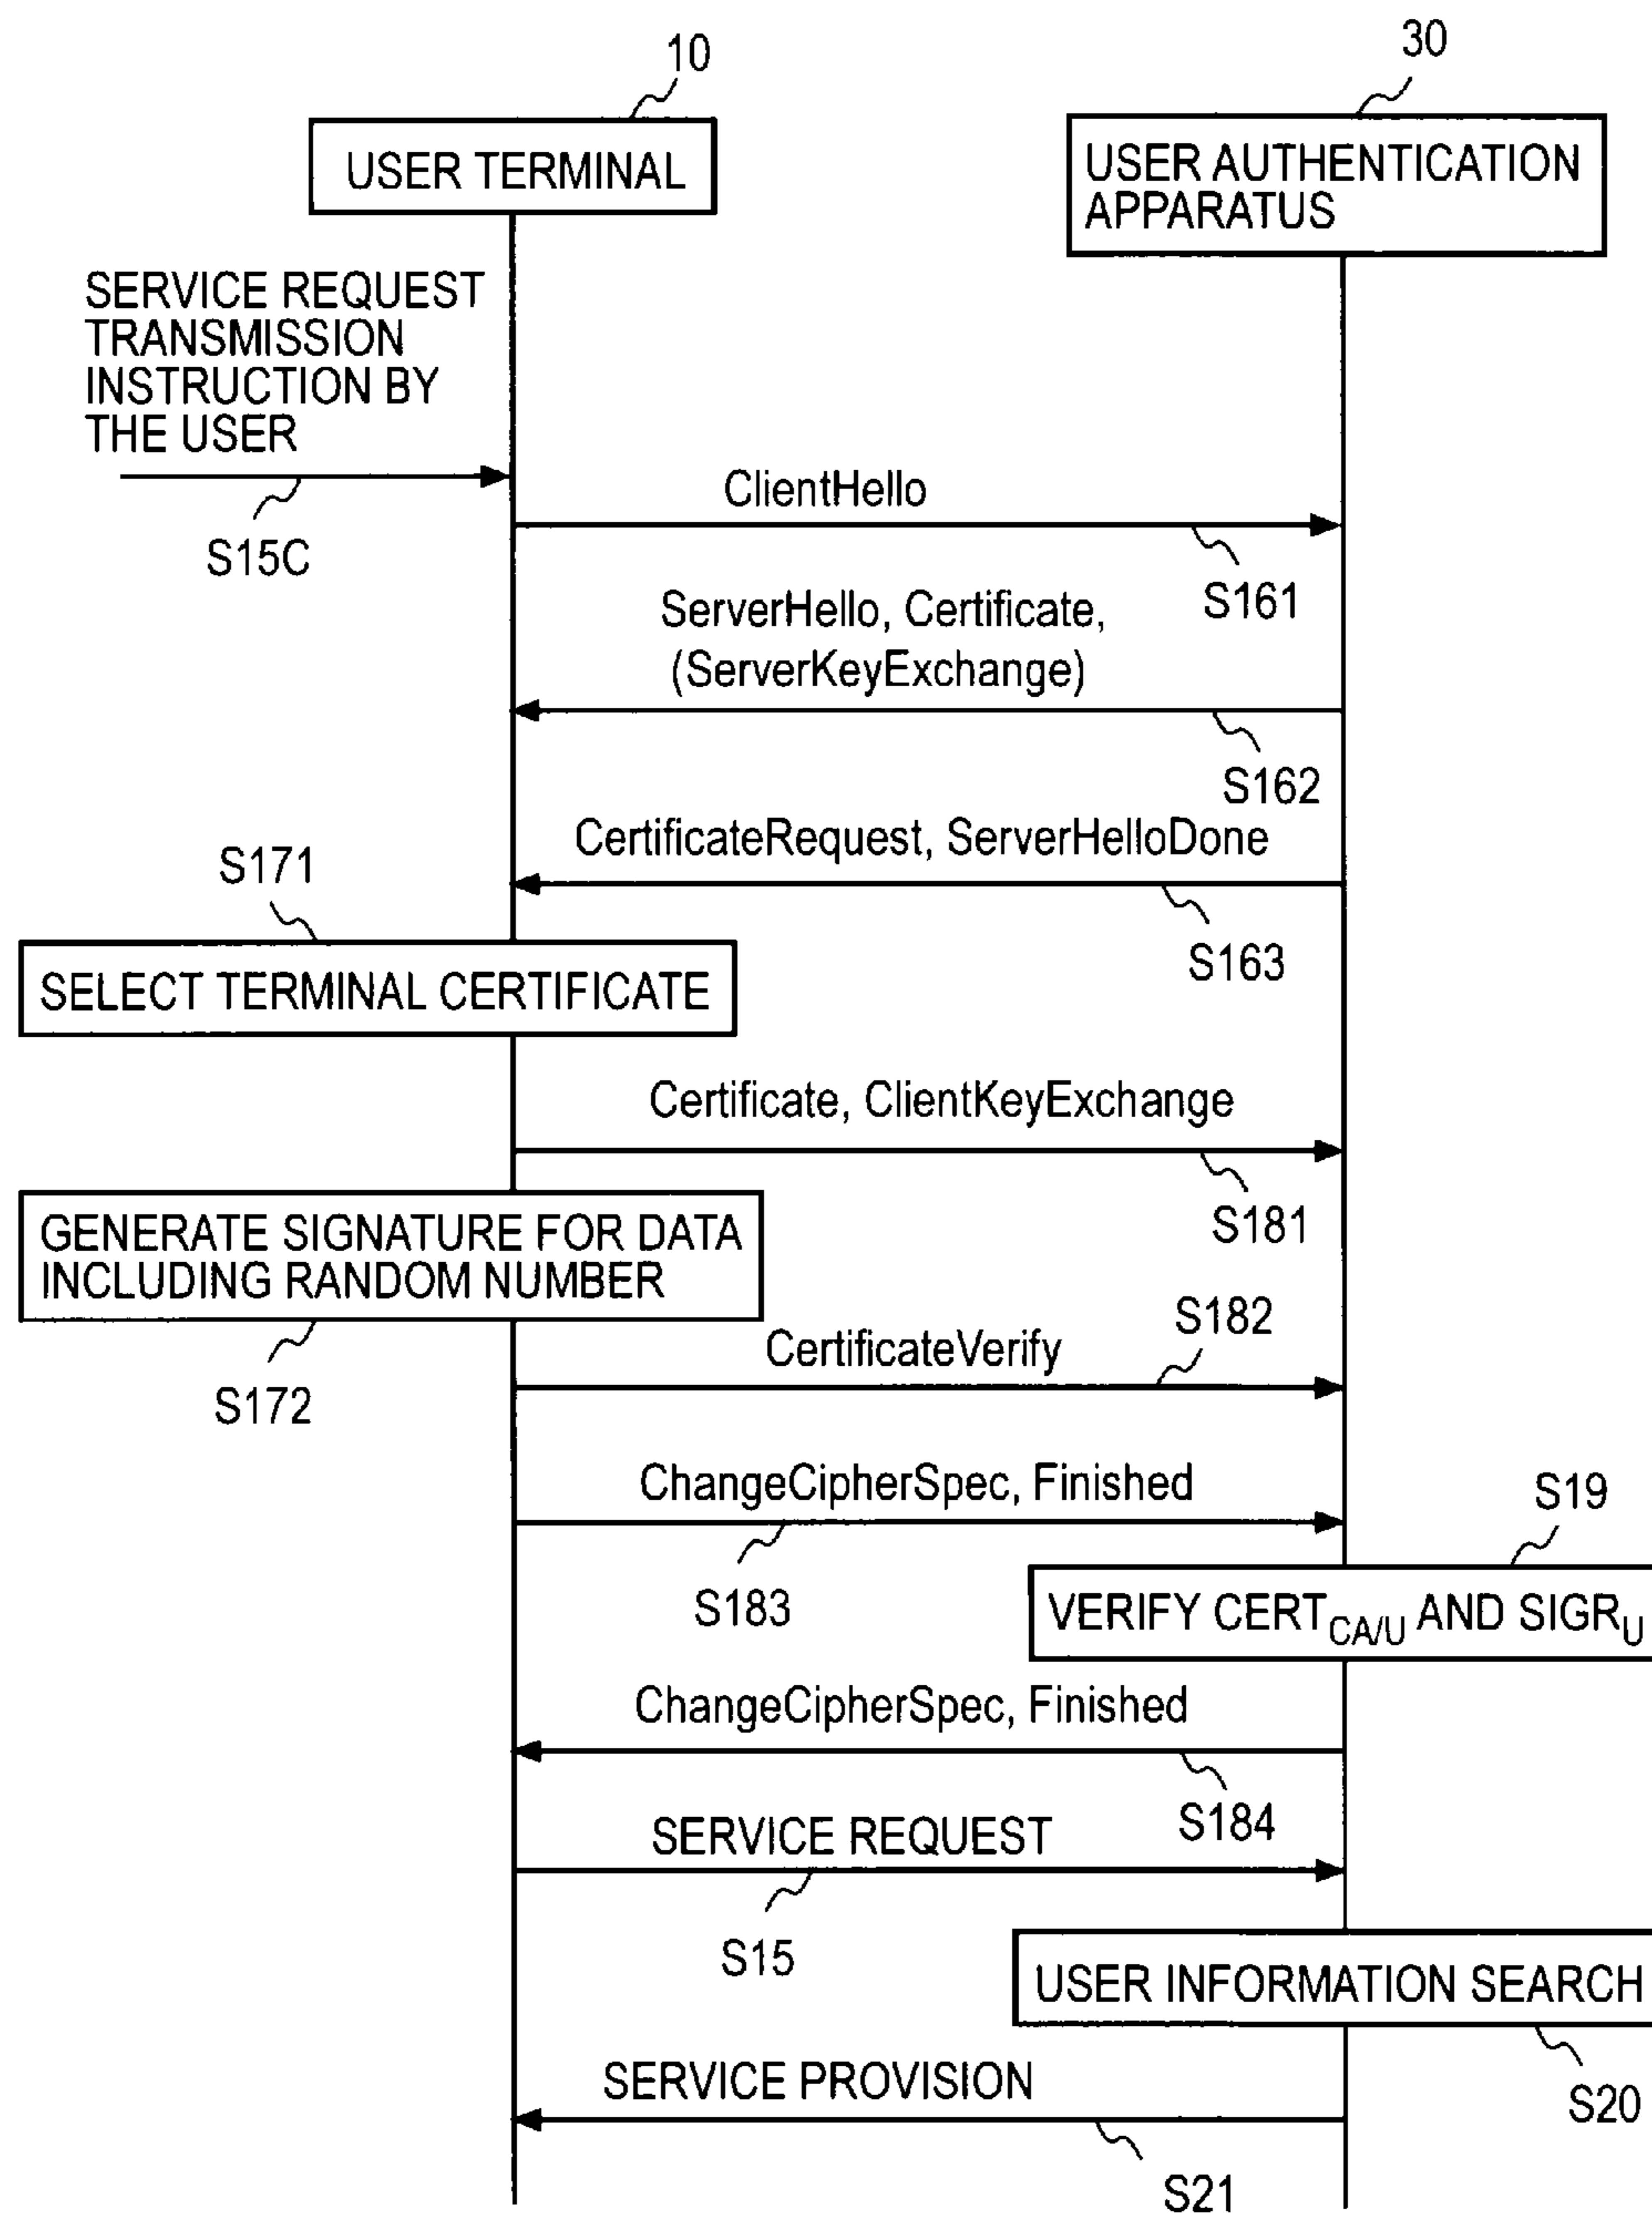 10
30
USER TERMINAL
USER AUTHENTICATION
APPARATUS
SERVICE REQUEST
TRANSMISSION
INSTRUCTION BY
THE USER
S15C
ClientHello
S161
ServerHello, Certificate,
(ServerKeyExchange)
S162
CertificateRequest, ServerHelloDone
S163
S171
SELECT TERMINAL CERTIFICATE
Certificate, ClientKeyExchange
S181
GENERATE SIGNATURE FOR DATA
INCLUDING RANDOM NUMBER
S172
S182
CertificateVerify
ChangeCipherSpec, Finished
S183
S19
VERIFY CERT_CA/U AND SIGR_U
ChangeCipherSpec, Finished
S184
SERVICE REQUEST
S15
USER INFORMATION SEARCH
S20
SERVICE PROVISION
S21